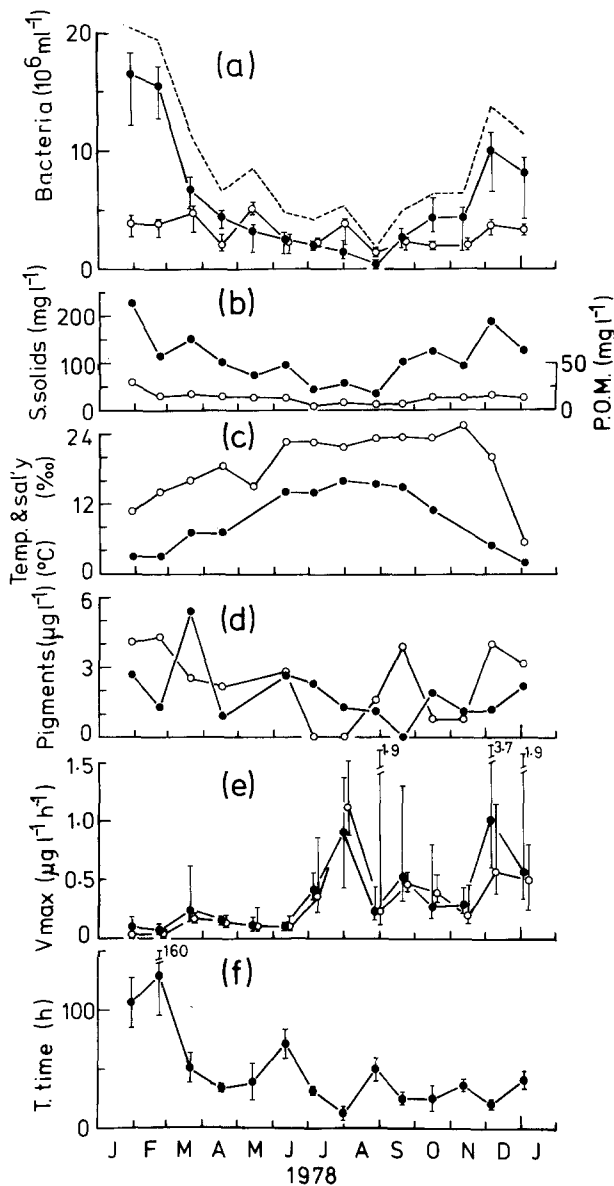 20
10
0
Bacteria (10⁶ml⁻¹)
(a)
200
100
0
S.solids (mg l⁻¹)
(b)
50
0
P.O.M. (mg l⁻¹)
24
12
0
Temp. & sal'y
(°C) (‰)
(c)
6
3
0
Pigments (µg l⁻¹)
(d)
1.5
1.0
0.5
0
V max (µg l⁻¹h⁻¹)
(e)
1.9
3.7
1.9
100
0
T. time (h)
(f)
160
J F M A M J J A S O N D J
1978